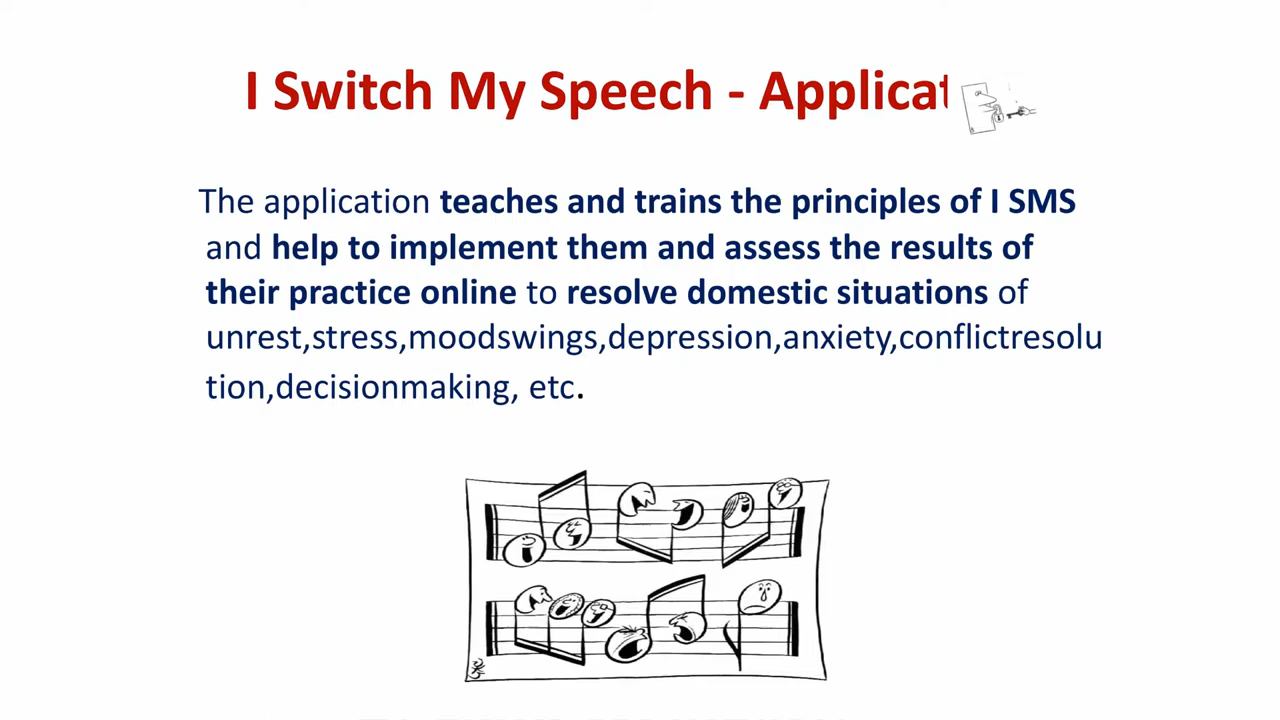 I Switch My Speech - Applicat
The application teaches and trains the principles of I SMS
and help to implement them and assess the results of
their practice online to resolve domestic situations of
unrest,stress,moodswings,depression,anxiety,conflictresolu
tion,decisionmaking, etc.